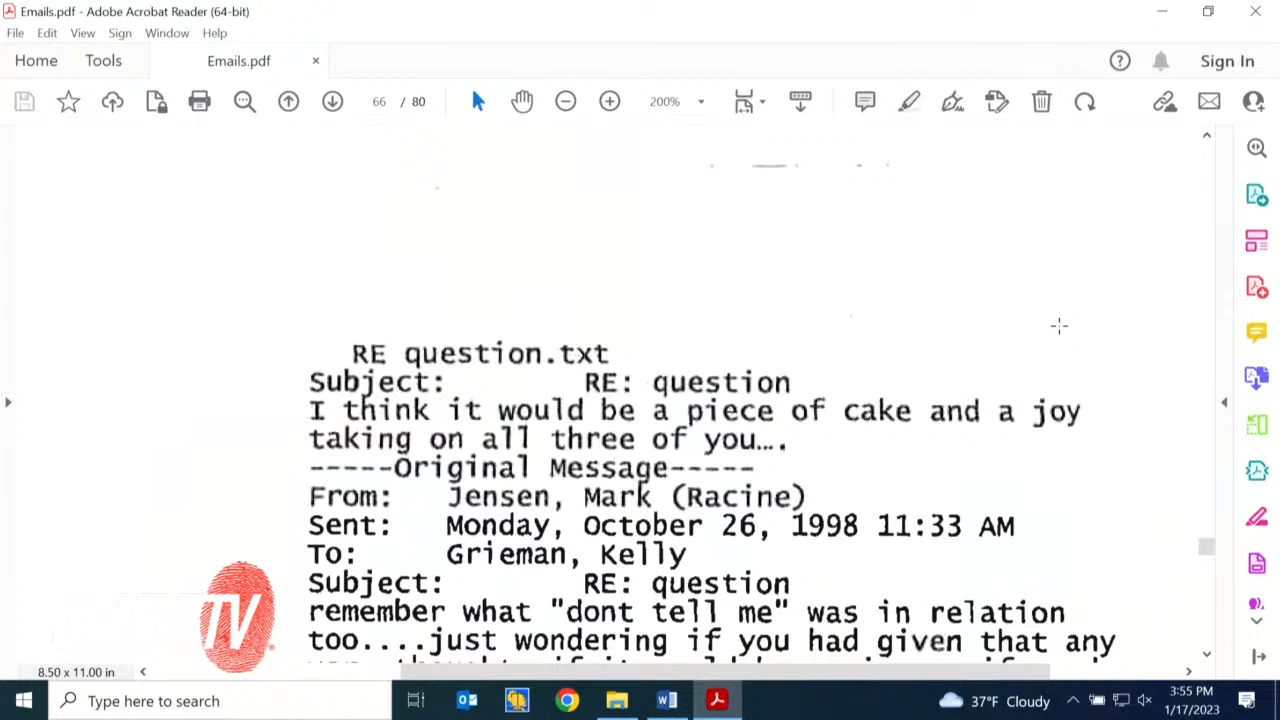 Emails.pdf - Adobe Acrobat Reader (64-bit)
File Edit View Sign Window Help
Home Tools Emails.pdf × ? Sign In
66 / 80 200%
RE question.txt
Subject: RE: question
I think it would be a piece of cake and a joy
taking on all three of you….
-----Original Message-----
From: Jensen, Mark (Racine)
Sent: Monday, October 26, 1998 11:33 AM
To: Grieman, Kelly
Subject: RE: question
remember what "dont tell me" was in relation
too....just wondering if you had given that any
TV
8.50 x 11.00 in
Type here to search
37°F Cloudy
3:55 PM
1/17/2023